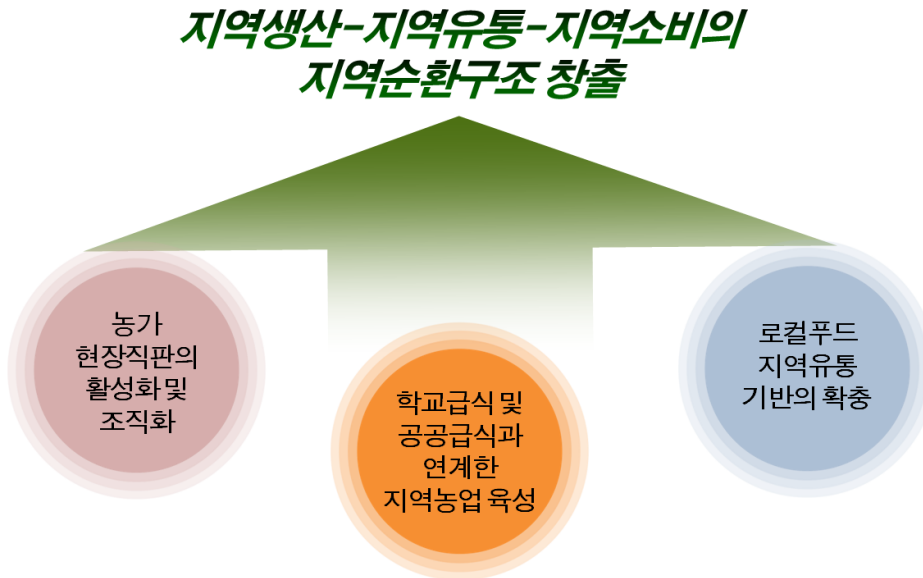 지역생산-지역유통-지역소비의
지역순환구조 창출
농가
현장직판의
활성화 및
조직화
학교급식 및
공공급식과
연계한
지역농업 육성
로컬푸드
지역유통
기반의 확충